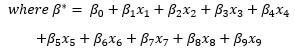 where β* = β₀ + β₁x₁ + β₂x₂ + β₃x₃ + β₄x₄
+β₅x₅ + β₆x₆ + β₇x₇ + β₈x₈ + β₉x₉